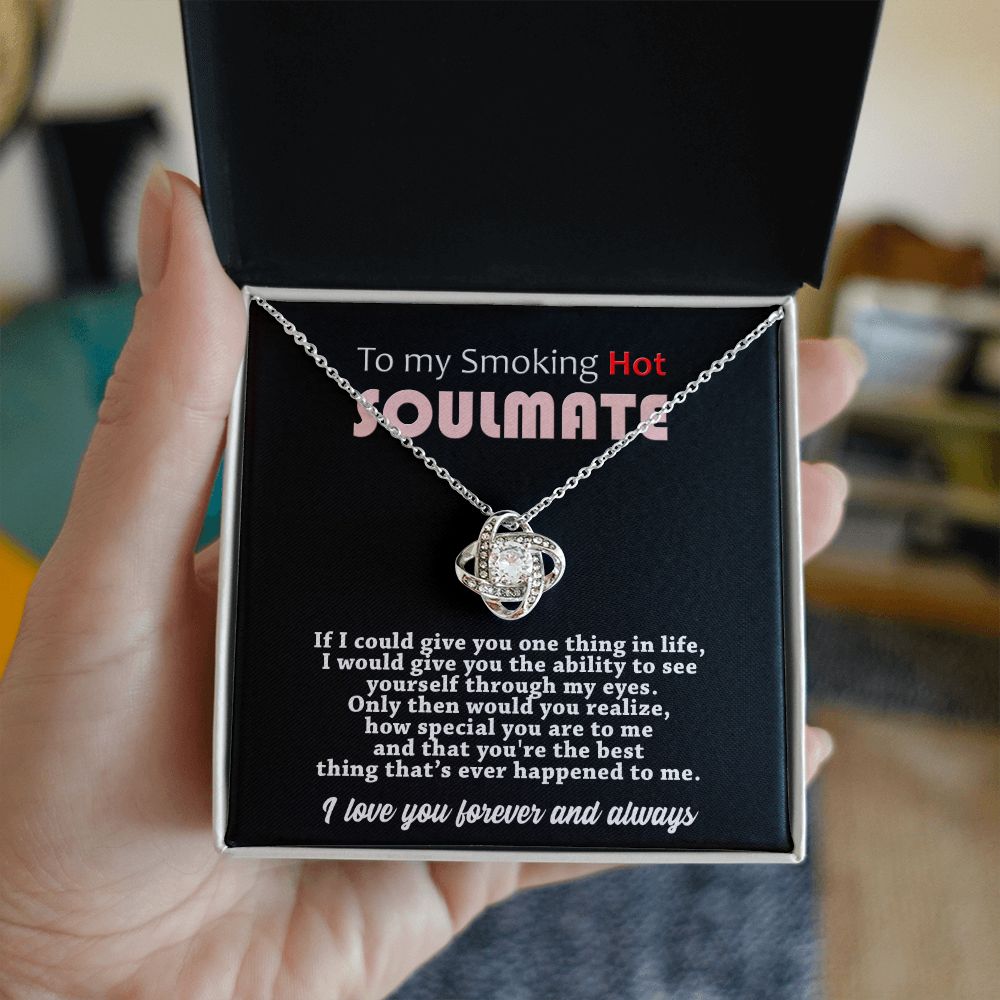 To my Smoking Hot
SOULMATE
If I could give you one thing in life,
I would give you the ability to see
yourself through my eyes.
Only then would you realize,
how special you are to me
and that you're the best
thing that’s ever happened to me.
I love you forever and always